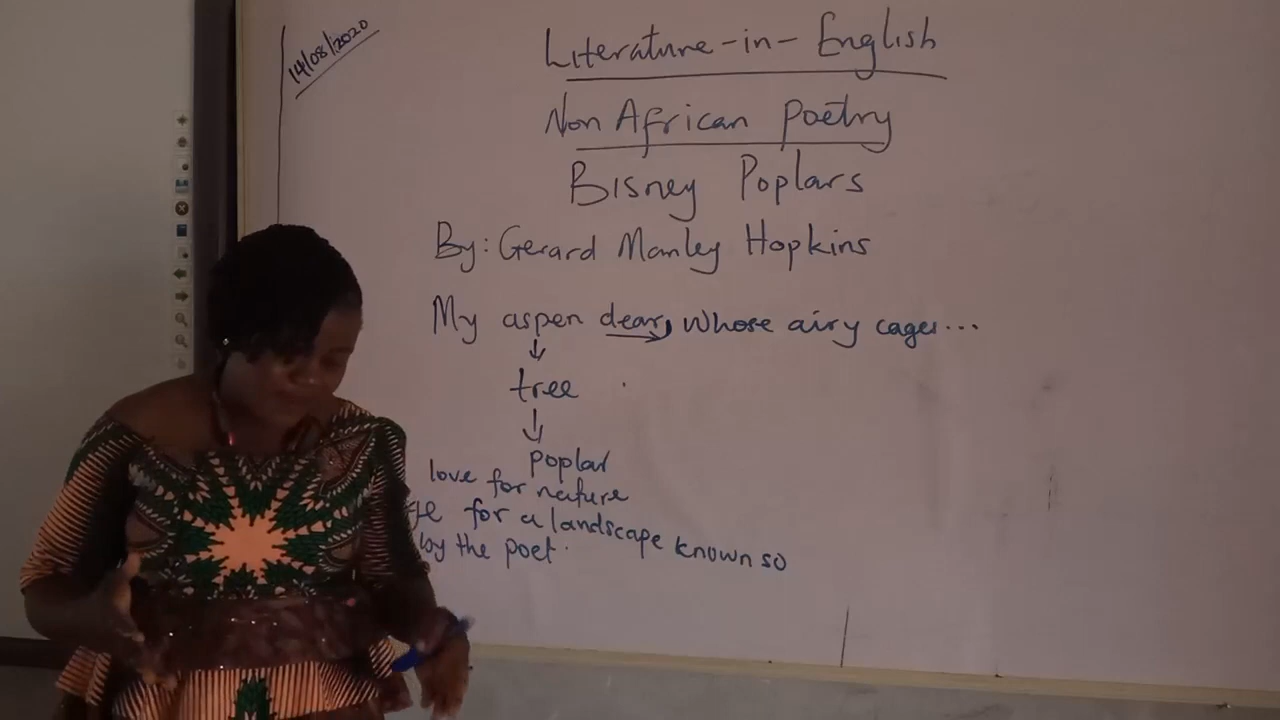 14/08/2020
Literature-in-English
Non African Poetry
Bisney Poplars
By: Gerard Manley Hopkins
My aspen dear, whose airy cages...
tree
poplar
love for nature
for a landscape known so
by the poet.